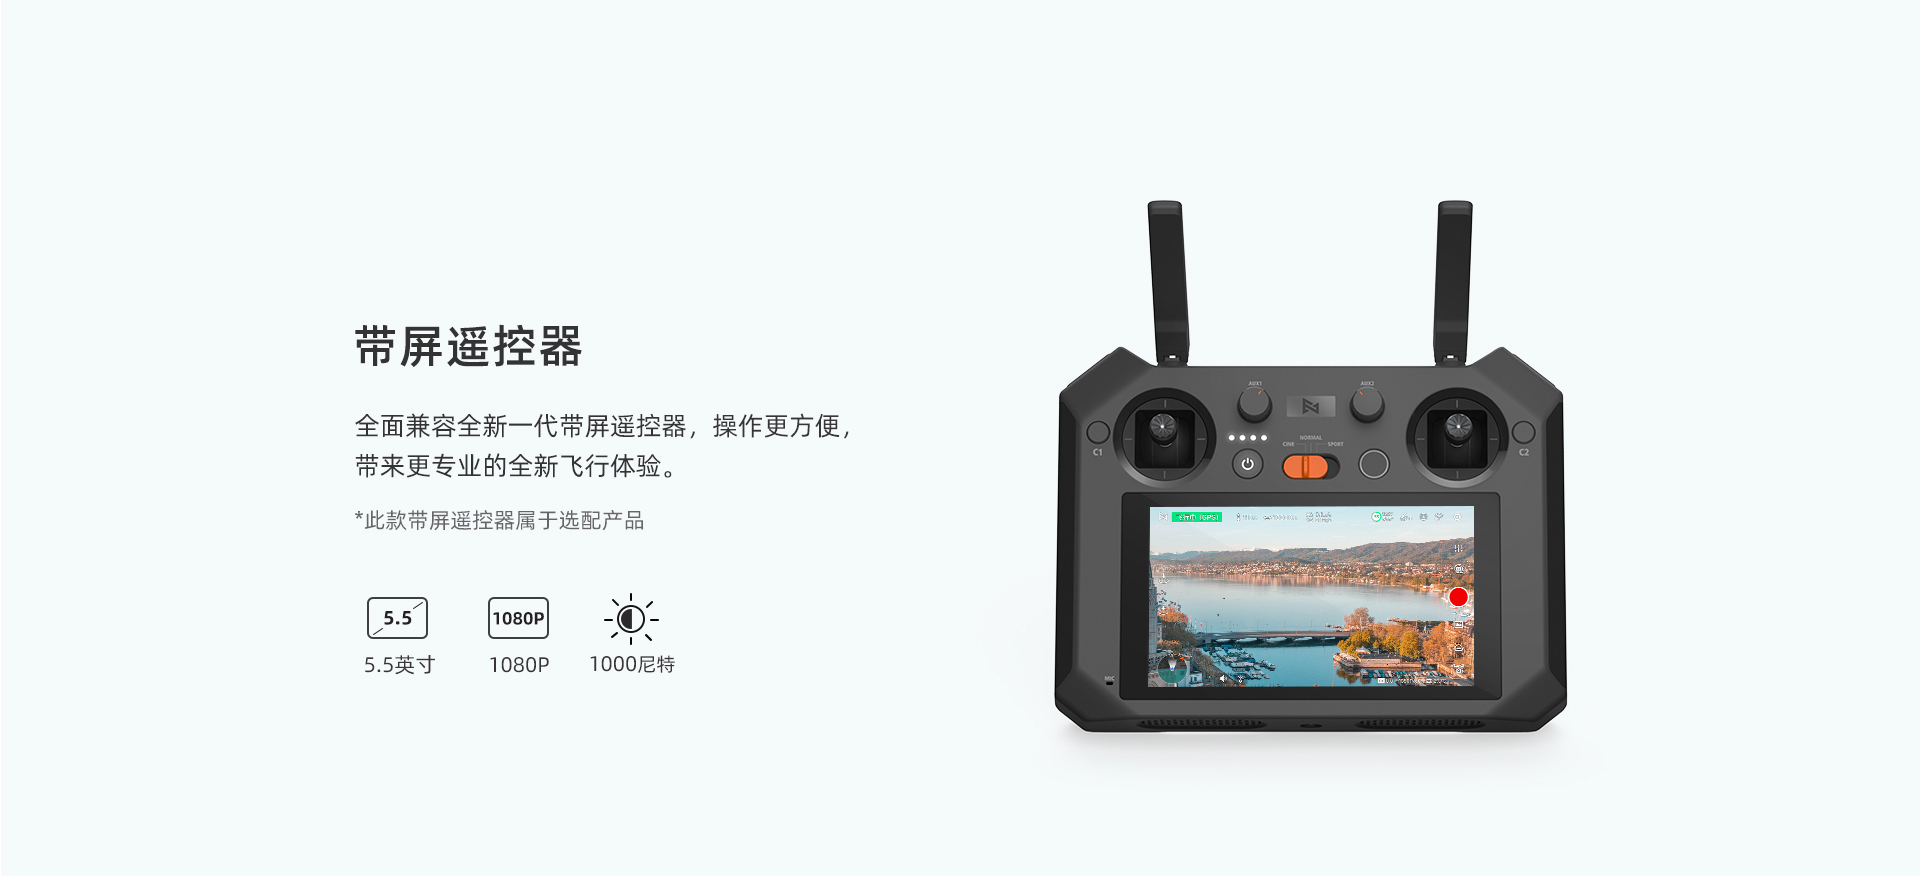 带屏遥控器
全面兼容全新一代带屏遥控器，操作更方便，
带来更专业的全新飞行体验。
*此款带屏遥控器属于选配产品
5.5
1080P
5.5英寸
1080P
1000尼特
AUX1
AUX2
NORMAL
CINE
SPORT
C1
C2
(GPS)
MIC